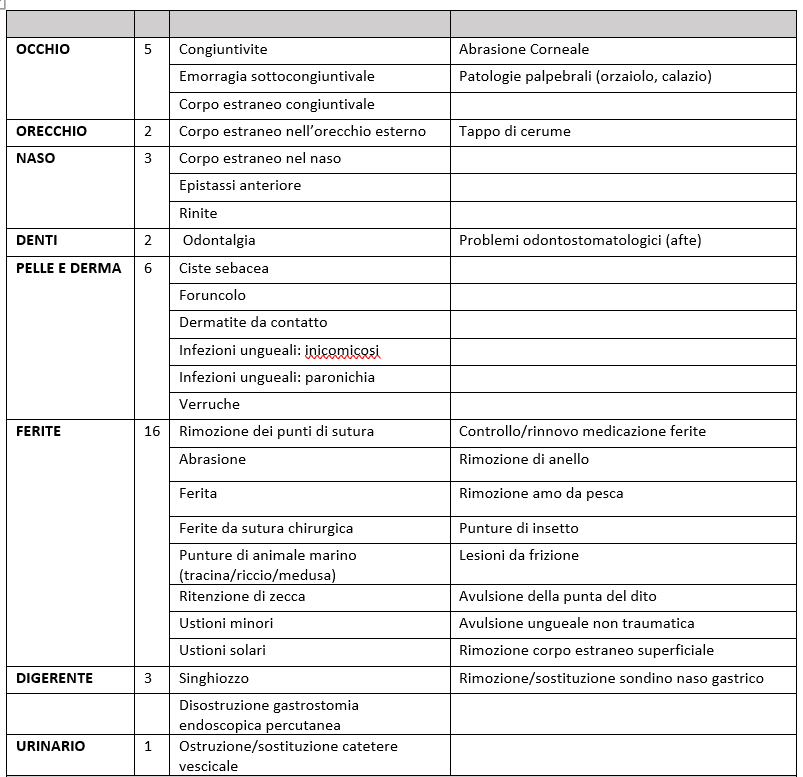 OCCHIO 5 Congiuntivite Abrasione Corneale
Emorragia sottocongiuntivale Patologie palpebrali (orzaiolo, calazio)
Corpo estraneo congiuntivale
ORECCHIO 2 Corpo estraneo nell’orecchio esterno Tappo di cerume
NASO 3 Corpo estraneo nel naso
Epistassi anteriore
Rinite
DENTI 2 Odontalgia Problemi odontostomatologici (afte)
PELLE E DERMA 6 Ciste sebacea
Foruncolo
Dermatite da contatto
Infezioni ungueali: inicomicosi
Infezioni ungueali: paronichia
Verruche
FERITE 16 Rimozione dei punti di sutura Controllo/rinnovo medicazione ferite
Abrasione Rimozione di anello
Ferita Rimozione amo da pesca
Ferite da sutura chirurgica Punture di insetto
Punture di animale marino Lesioni da frizione
(tracina/riccio/medusa)
Ritenzione di zecca Avulsione della punta del dito
Ustioni minori Avulsione ungueale non traumatica
Ustioni solari Rimozione corpo estraneo superficiale
DIGERENTE 3 Singhiozzo Rimozione/sostituzione sondino naso gastrico
Disostruzione gastrostomia
endoscopica percutanea
URINARIO 1 Ostruzione/sostituzione catetere
vescicale